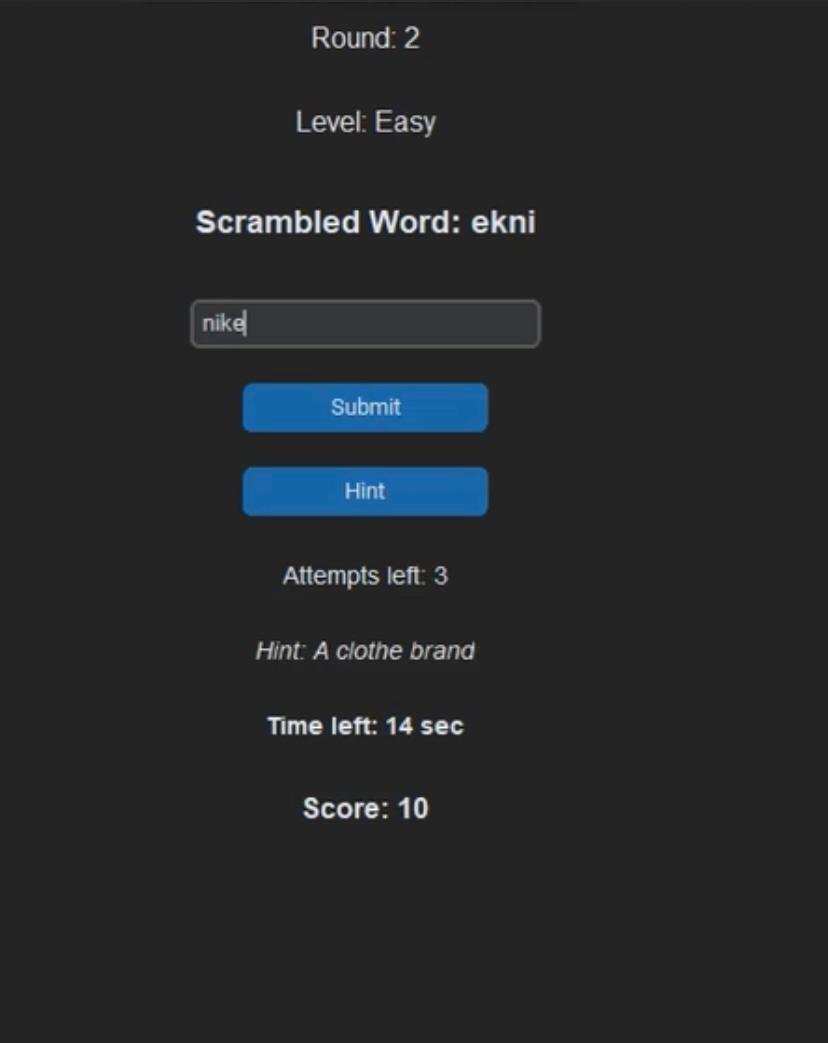 Round: 2
Level: Easy
Scrambled Word: ekni
nike
Submit
Hint
Attempts left: 3
Hint: A clothe brand
Time left: 14 sec
Score: 10